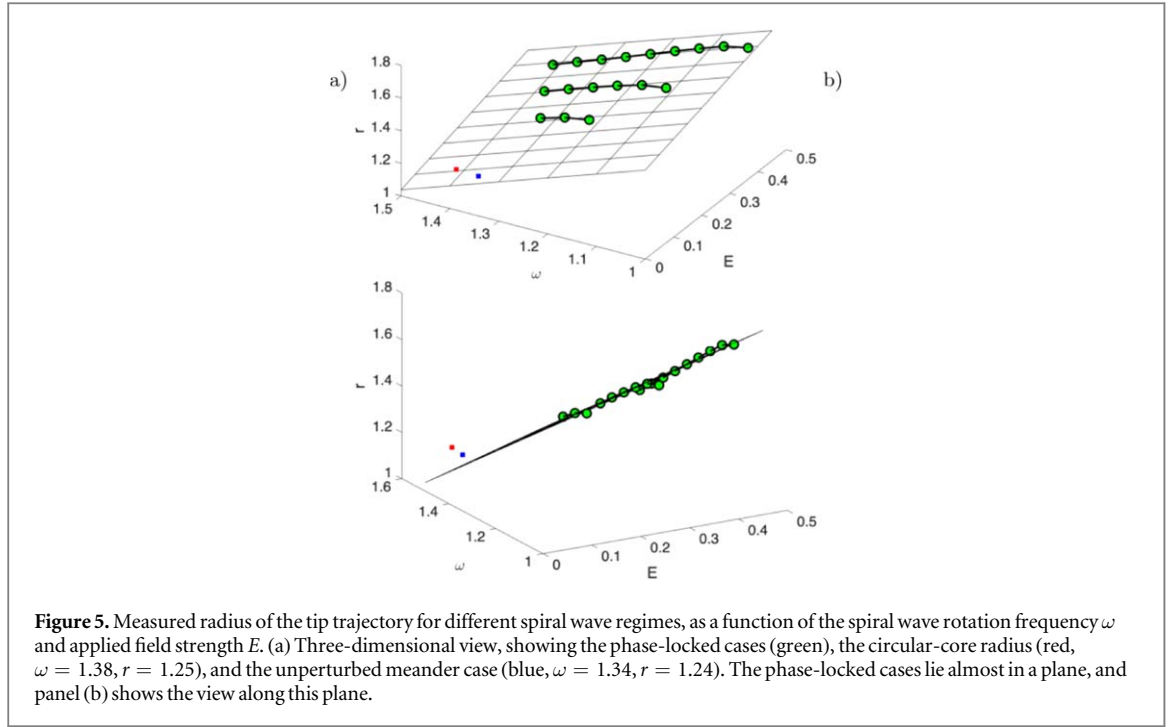 a)
b)
1.8
1.6
1.4
1.2
1
r
1.5
1.4
1.3
1.2
1.1
1
ω
0
0.1
0.2
0.3
0.4
0.5
E
1.8
1.6
1.4
1.2
1
r
1.6
1.4
1.2
1
ω
0
0.1
0.2
0.3
0.4
0.5
E
Figure 5. Measured radius of the tip trajectory for different spiral wave regimes, as a function of the spiral wave rotation frequency ω
and applied field strength E. (a) Three-dimensional view, showing the phase-locked cases (green), the circular-core radius (red,
ω = 1.38, r = 1.25), and the unperturbed meander case (blue, ω = 1.34, r = 1.24). The phase-locked cases lie almost in a plane, and
panel (b) shows the view along this plane.